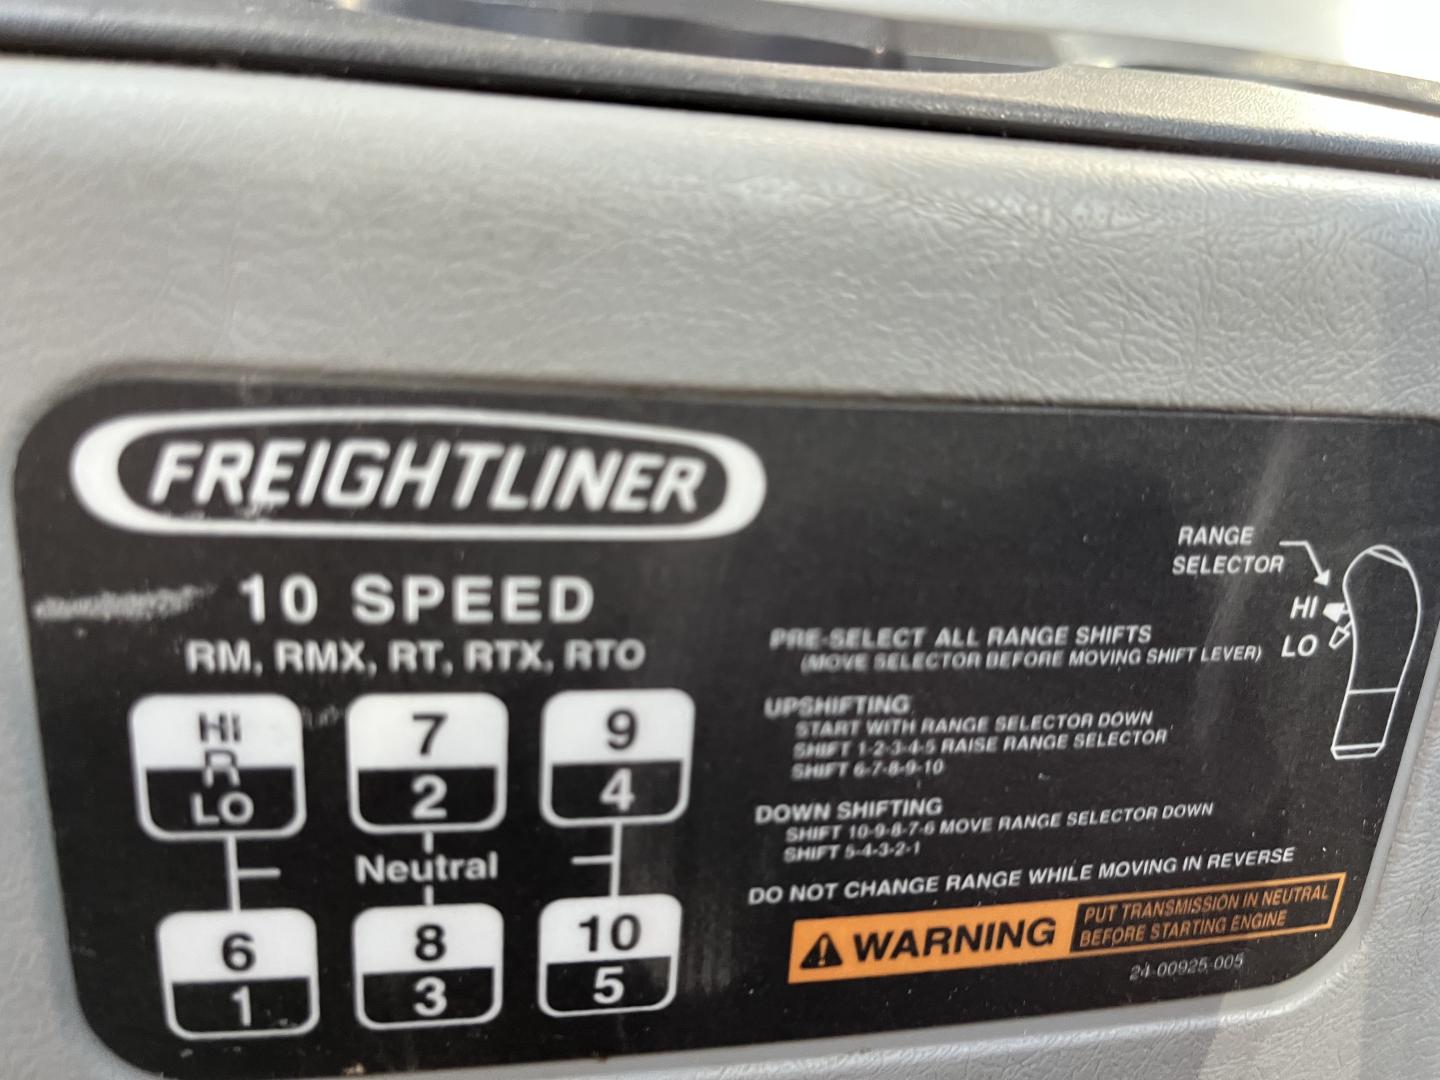 FREIGHTLINER
10 SPEED
RM, RMX, RT, RTX, RTO
HI
R
LO
7
2
9
4
Neutral
6
1
8
3
10
5
RANGE
SELECTOR
HI
LO
PRE-SELECT ALL RANGE SHIFTS
(MOVE SELECTOR BEFORE MOVING SHIFT LEVER)
UPSHIFTING
START WITH RANGE SELECTOR DOWN
SHIFT 1-2-3-4-5 RAISE RANGE SELECTOR
SHIFT 6-7-8-9-10
DOWN SHIFTING
SHIFT 10-9-8-7-6 MOVE RANGE SELECTOR DOWN
SHIFT 5-4-3-2-1
DO NOT CHANGE RANGE WHILE MOVING IN REVERSE
WARNING
PUT TRANSMISSION IN NEUTRAL
BEFORE STARTING ENGINE
24-00925-005